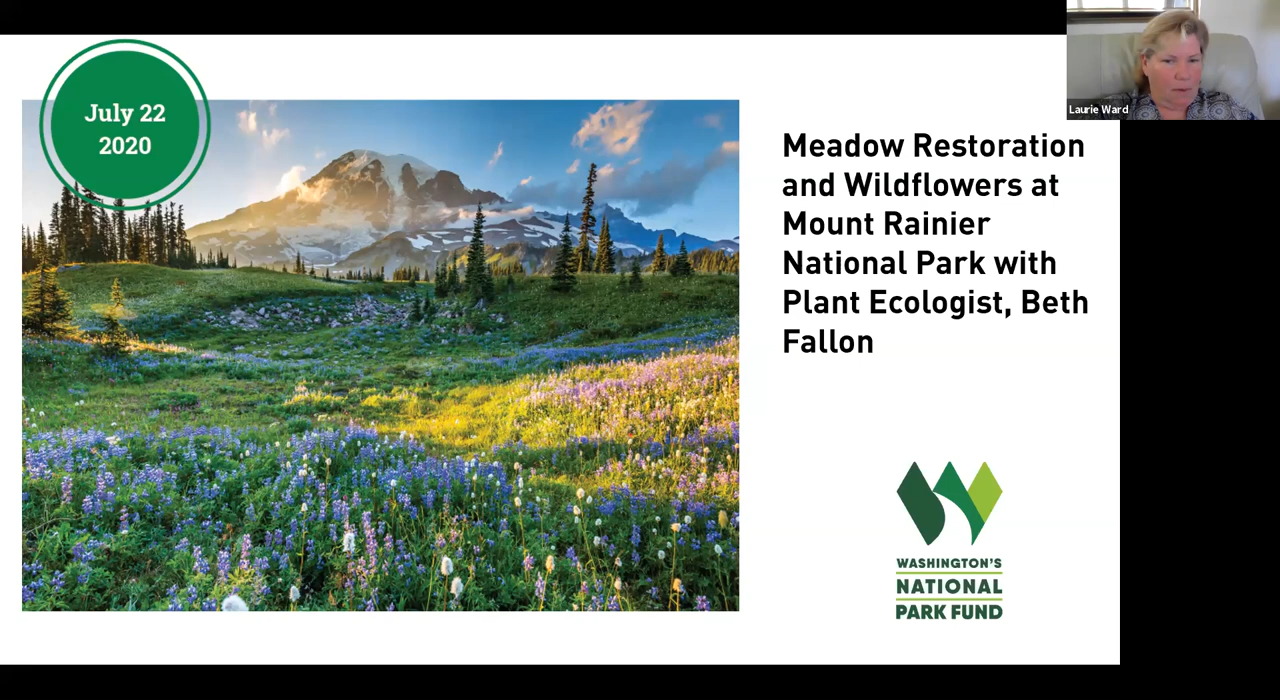 July 22
2020
Laurie Ward
Meadow Restoration
and Wildflowers at
Mount Rainier
National Park with
Plant Ecologist, Beth
Fallon
WASHINGTON'S
NATIONAL
PARK FUND